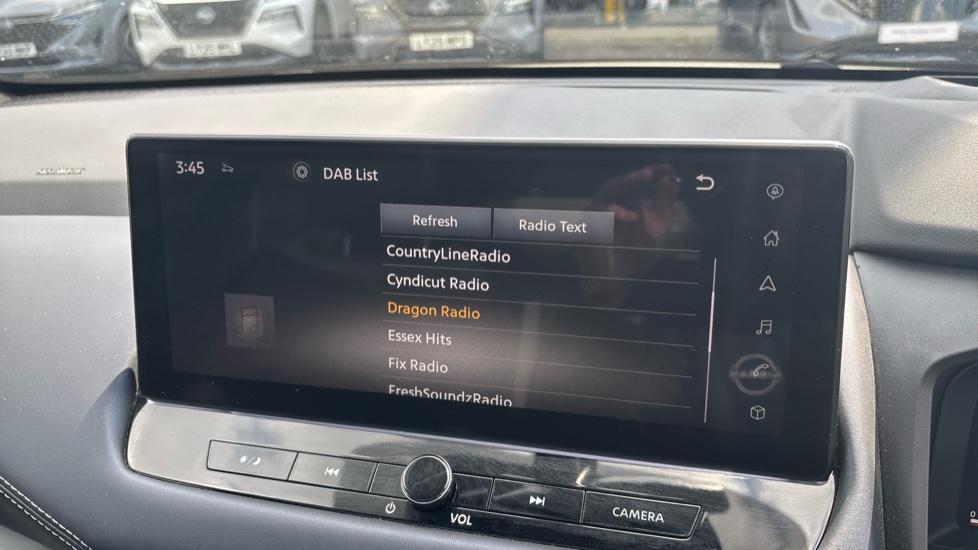 3:45
DAB List
Refresh
Radio Text
CountryLineRadio
Cyndicut Radio
Dragon Radio
Essex Hits
Fix Radio
FreshSoundzRadio
VOL
CAMERA
0